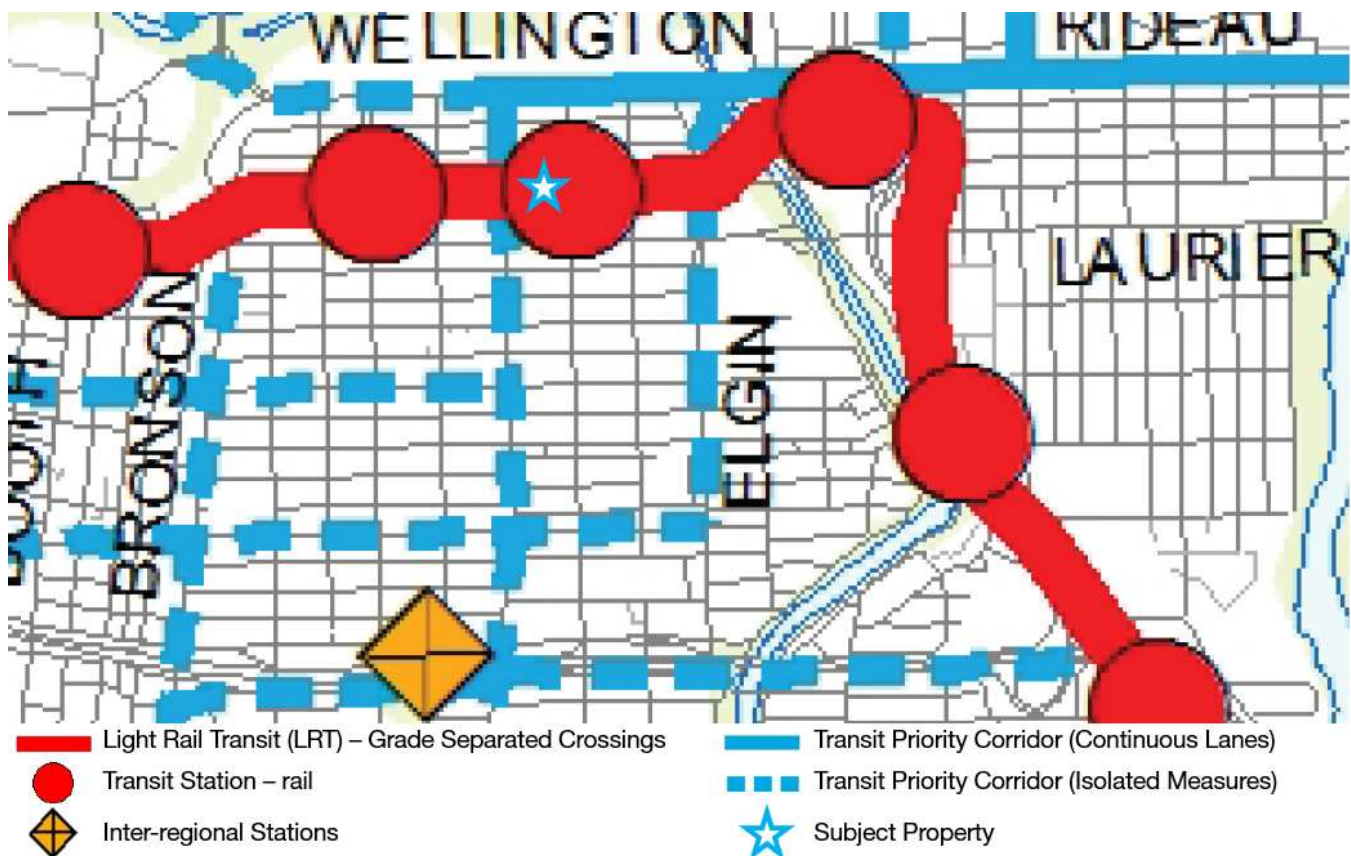 WELLINGTON
RIDEAU
LAURIER
BRONSON
ELGIN
Light Rail Transit (LRT) – Grade Separated Crossings
Transit Priority Corridor (Continuous Lanes)
Transit Station – rail
Transit Priority Corridor (Isolated Measures)
Inter-regional Stations
Subject Property